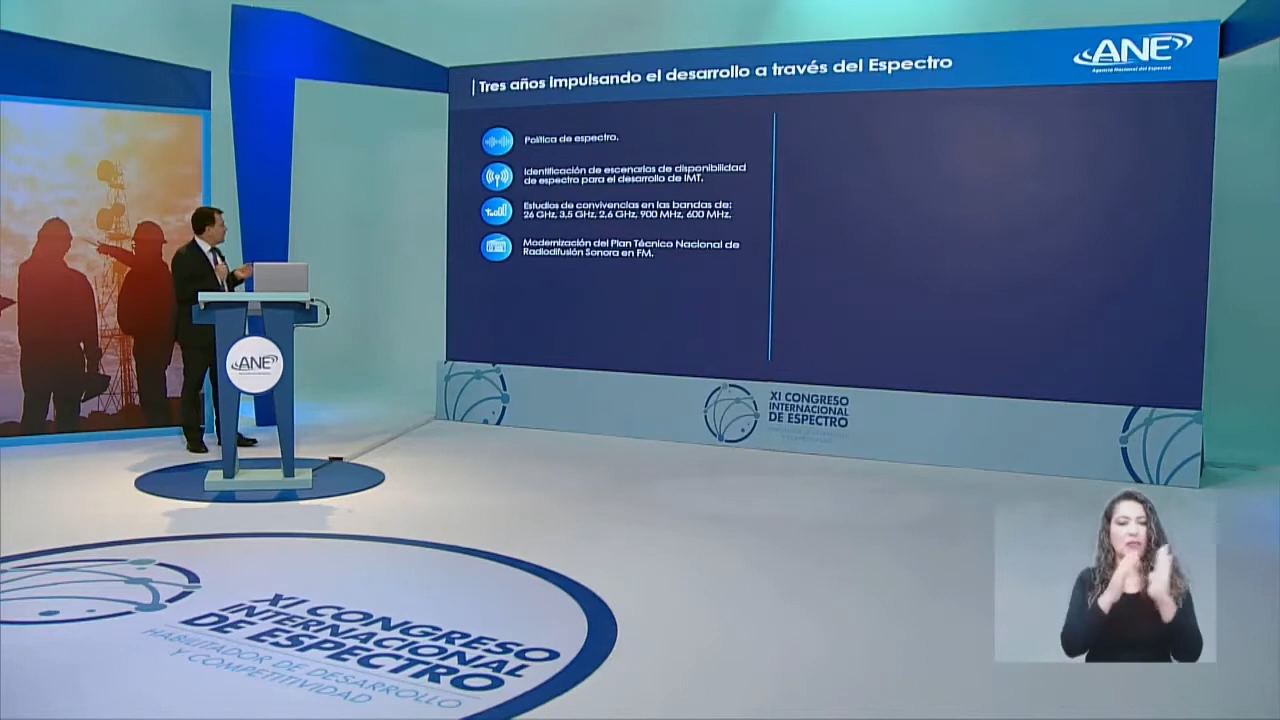 Tres años impulsando el desarrollo a través del Espectro
ANE
Agencia Nacional del Espectro
Política de espectro.
Identificación de escenarios de disponibilidad
de espectro para el desarrollo de IMT.
Estudios de convivencias en las bandas de:
26 GHz, 3.5 GHz, 2.6 GHz, 900 MHz, 600 MHz.
Modernización del Plan Técnico Nacional de
Radiodifusión Sonora en FM.
ANE
XI CONGRESO
INTERNACIONAL
DE ESPECTRO
XI CONGRESO
INTERNACIONAL
DE ESPECTRO
HABILITADOR DE DESARROLLO
Y COMPETITIVIDAD